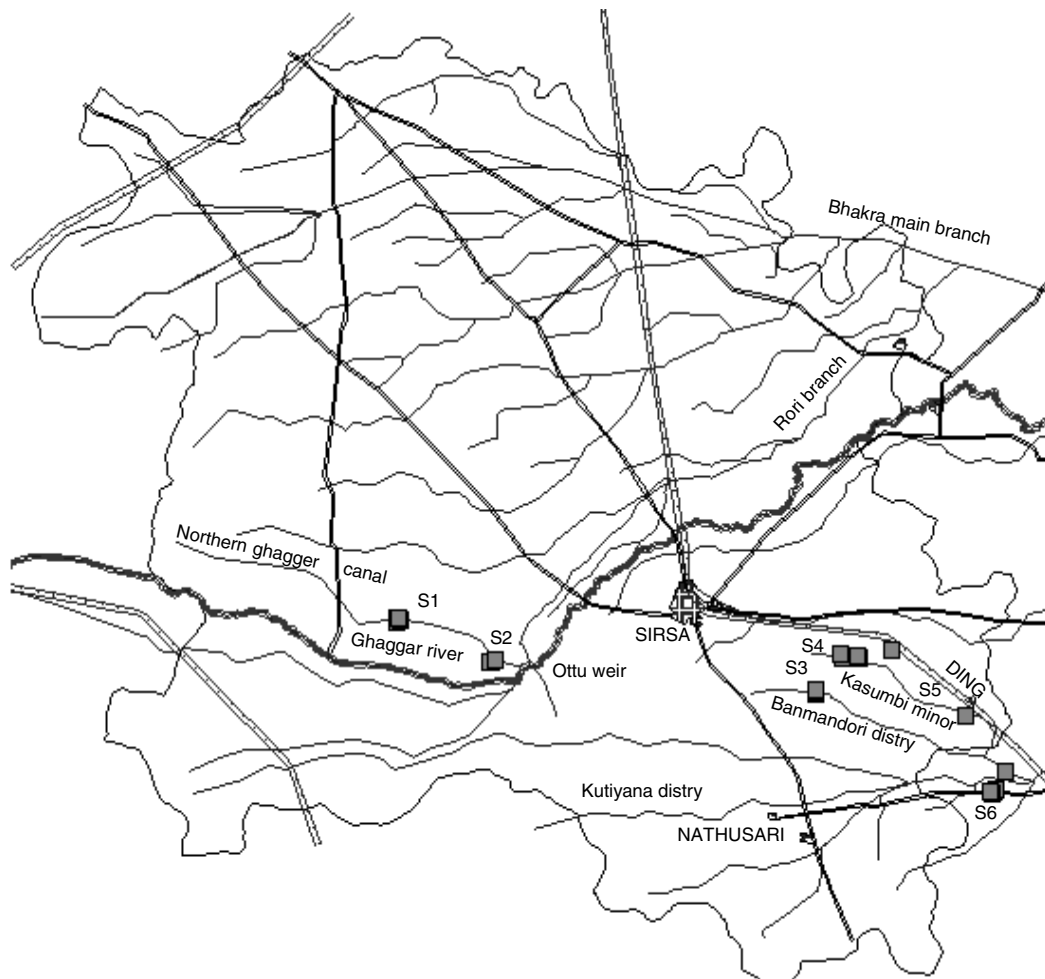 Bhakra main branch
Rori branch
Northern ghagger canal
S1
Ghaggar river
S2
Ottu weir
SIRSA
S4
S3
S5
DING
Kasumbi minor
Banmandori distry
Kutiyana distry
S6
NATHUSARI